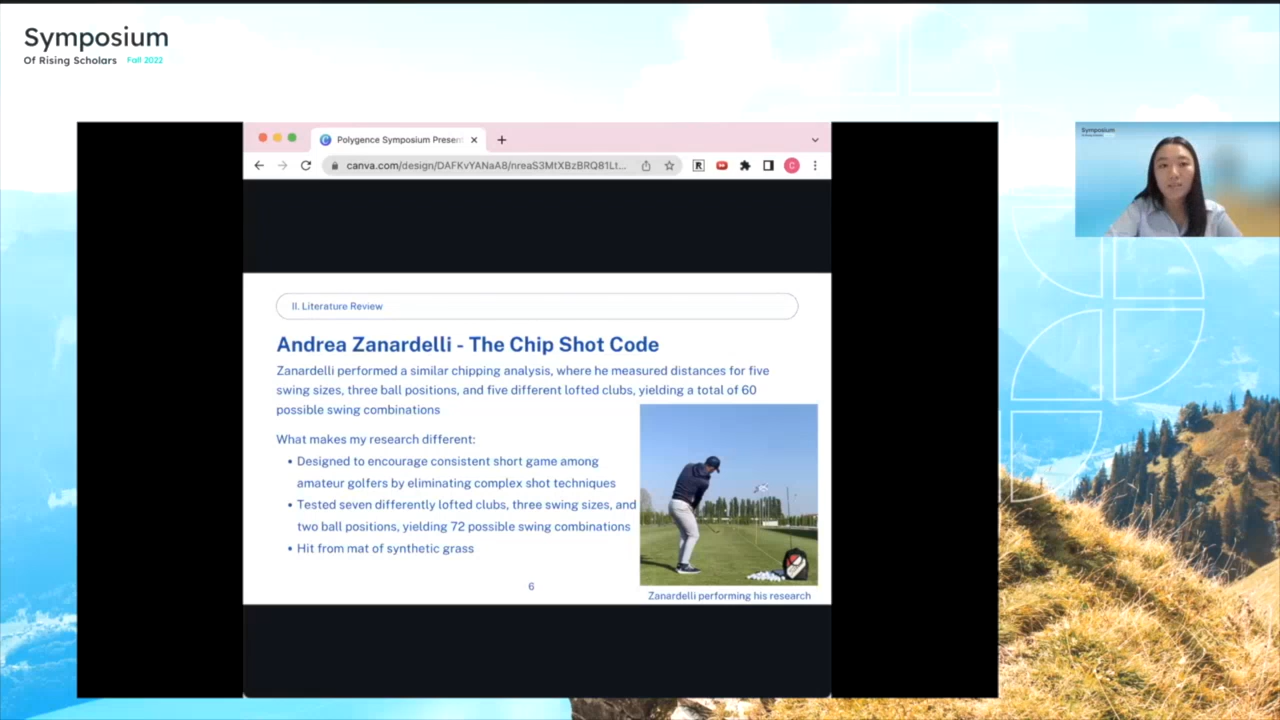 Symposium
Of Rising Scholars Fall 2022
Polygence Symposium Presen
canva.com/design/DAFKvYANaA8/nreaS3MtXBzBRQ81Lt...
R
C
Symposium
II. Literature Review
Andrea Zanardelli - The Chip Shot Code
Zanardelli performed a similar chipping analysis, where he measured distances for five
swing sizes, three ball positions, and five different lofted clubs, yielding a total of 60
possible swing combinations
What makes my research different:
• Designed to encourage consistent short game among
amateur golfers by eliminating complex shot techniques
• Tested seven differently lofted clubs, three swing sizes, and
two ball positions, yielding 72 possible swing combinations
• Hit from mat of synthetic grass
6
Zanardelli performing his research